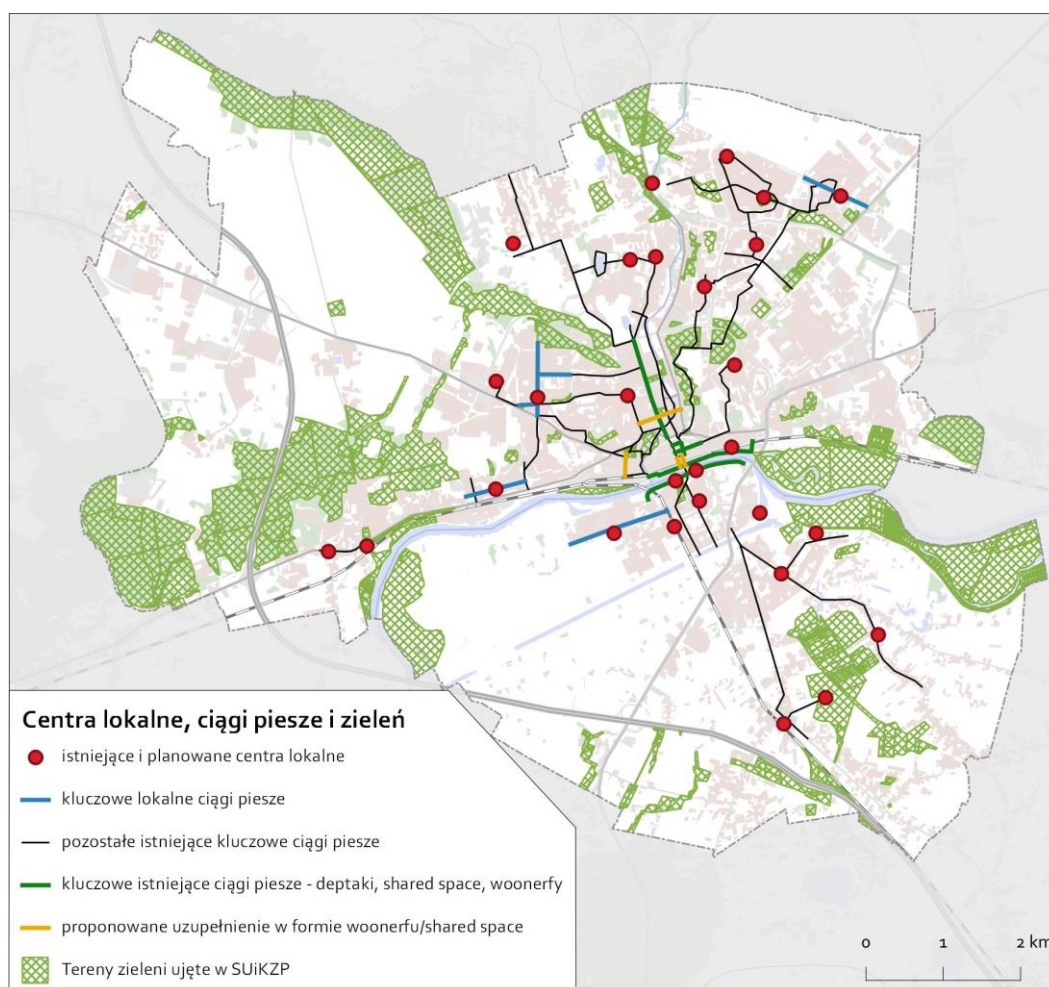 Centra lokalne, ciągi piesze i zieleń
istniejące i planowane centra lokalne
kluczowe lokalne ciągi piesze
pozostałe istniejące kluczowe ciągi piesze
kluczowe istniejące ciągi piesze - deptaki, shared space, woonerfy
proponowane uzupełnienie w formie woonerfu/shared space
Tereny zieleni ujęte w SUiKZP
0 1 2 km